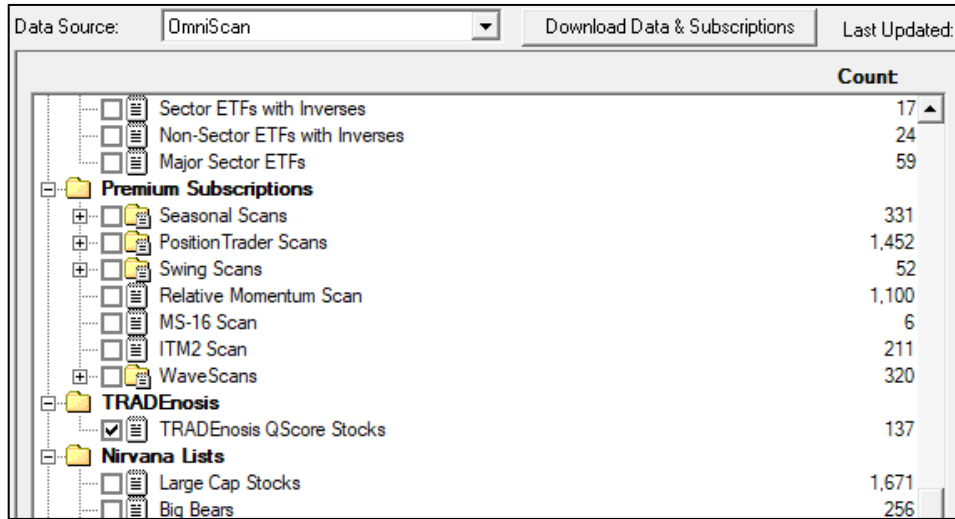 Data Source: OmniScan Download Data & Subscriptions Last Updated:
Count:
Sector ETFs with Inverses 17
Non-Sector ETFs with Inverses 24
Major Sector ETFs 59
Premium Subscriptions
Seasonal Scans 331
PositionTrader Scans 1,452
Swing Scans 52
Relative Momentum Scan 1,100
MS-16 Scan 6
ITM2 Scan 211
WaveScans 320
TRADEnosis
TRADEnosis QScore Stocks 137
Nirvana Lists
Large Cap Stocks 1,671
Big Bears 256